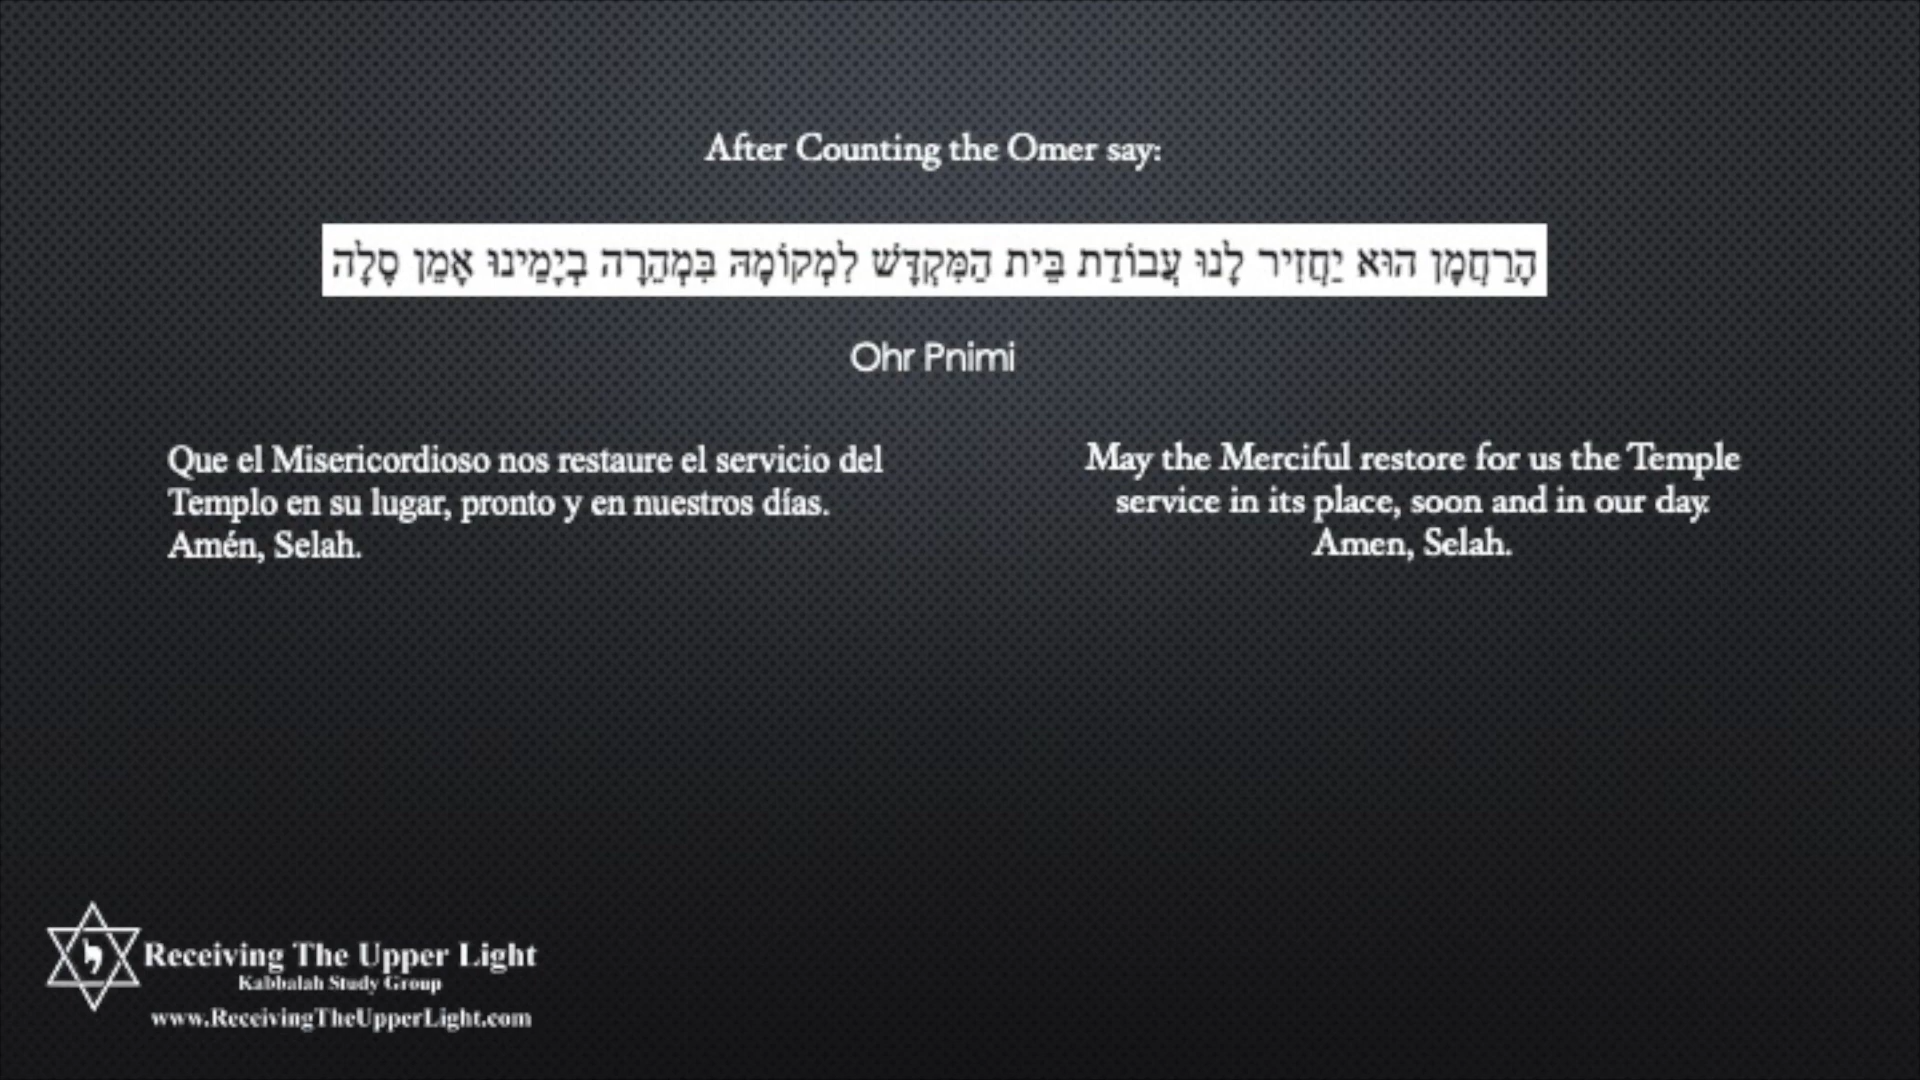 After Counting the Omer say:
הָרַחֲמָן הוּא יַחֲזִיר לָנוּ עֲבוֹדַת בֵּית הַמִּקְדָּשׁ לִמְקוֹמָהּ בִּמְהֵרָה בְיָמֵינוּ אָמֵן סֶלָה
Ohr Pnimi
Que el Misericordioso nos restaure el servicio del
Templo en su lugar, pronto y en nuestros días.
Amén, Selah.
May the Merciful restore for us the Temple
service in its place, soon and in our day.
Amen, Selah.
Receiving The Upper Light
Kabbalah Study Group
www.ReceivingTheUpperLight.com